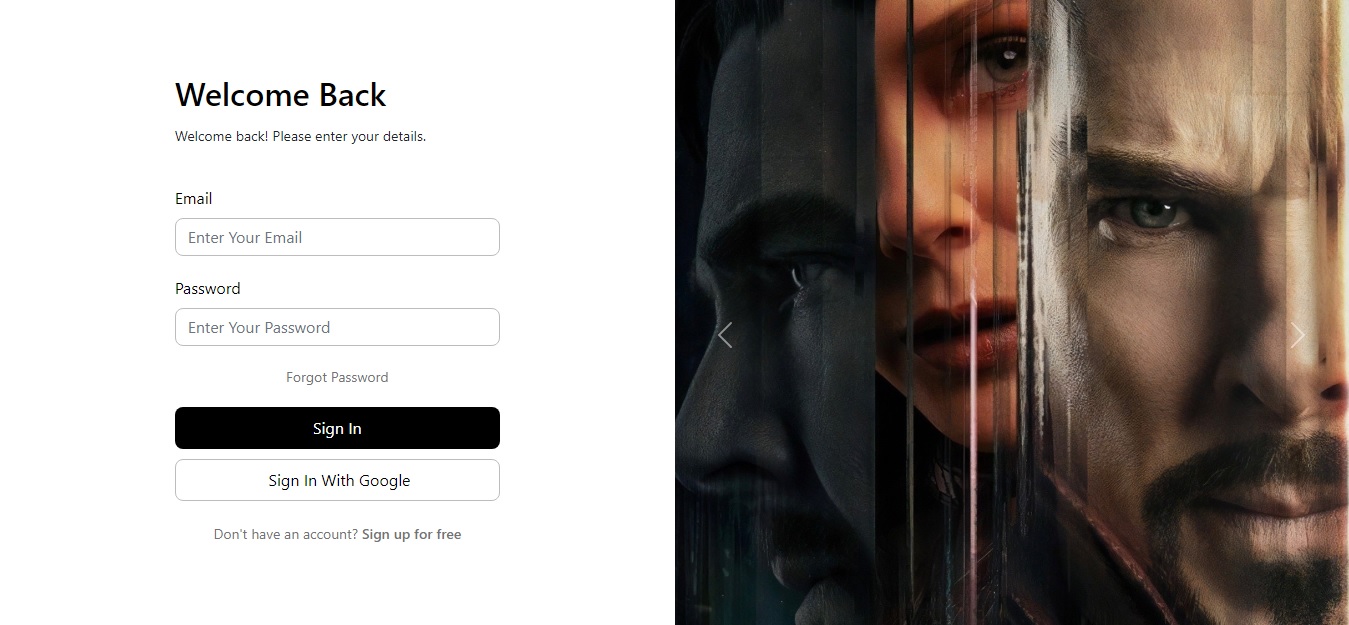 Welcome Back
Welcome back! Please enter your details.
Email
Enter Your Email
Password
Enter Your Password
Forgot Password
Sign In
Sign In With Google
Don't have an account? Sign up for free